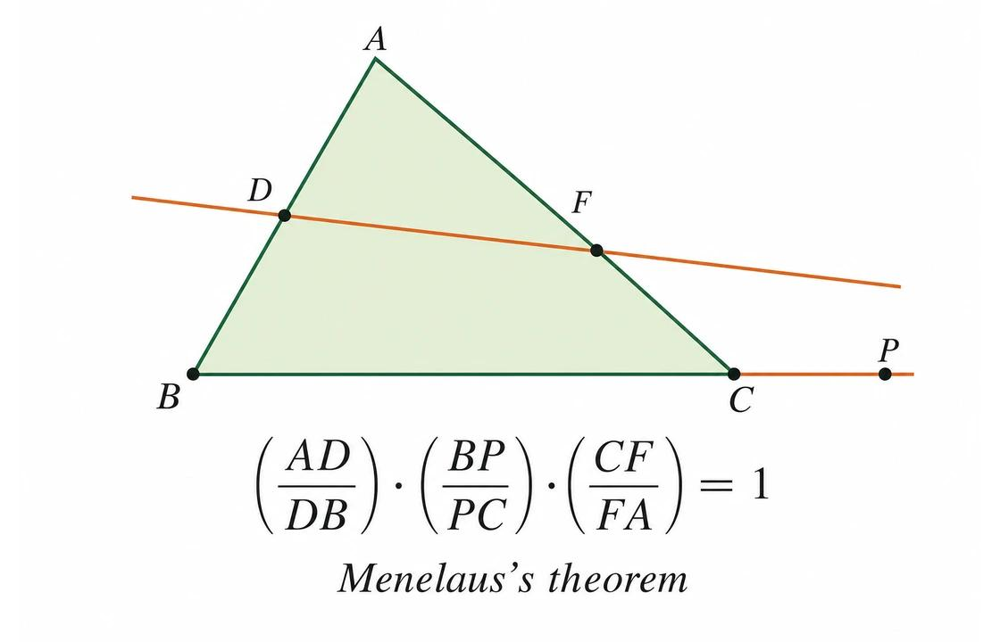 A
D
F
P
B
C
(AD/DB) · (BP/PC) · (CF/FA) = 1
Menelaus’s theorem